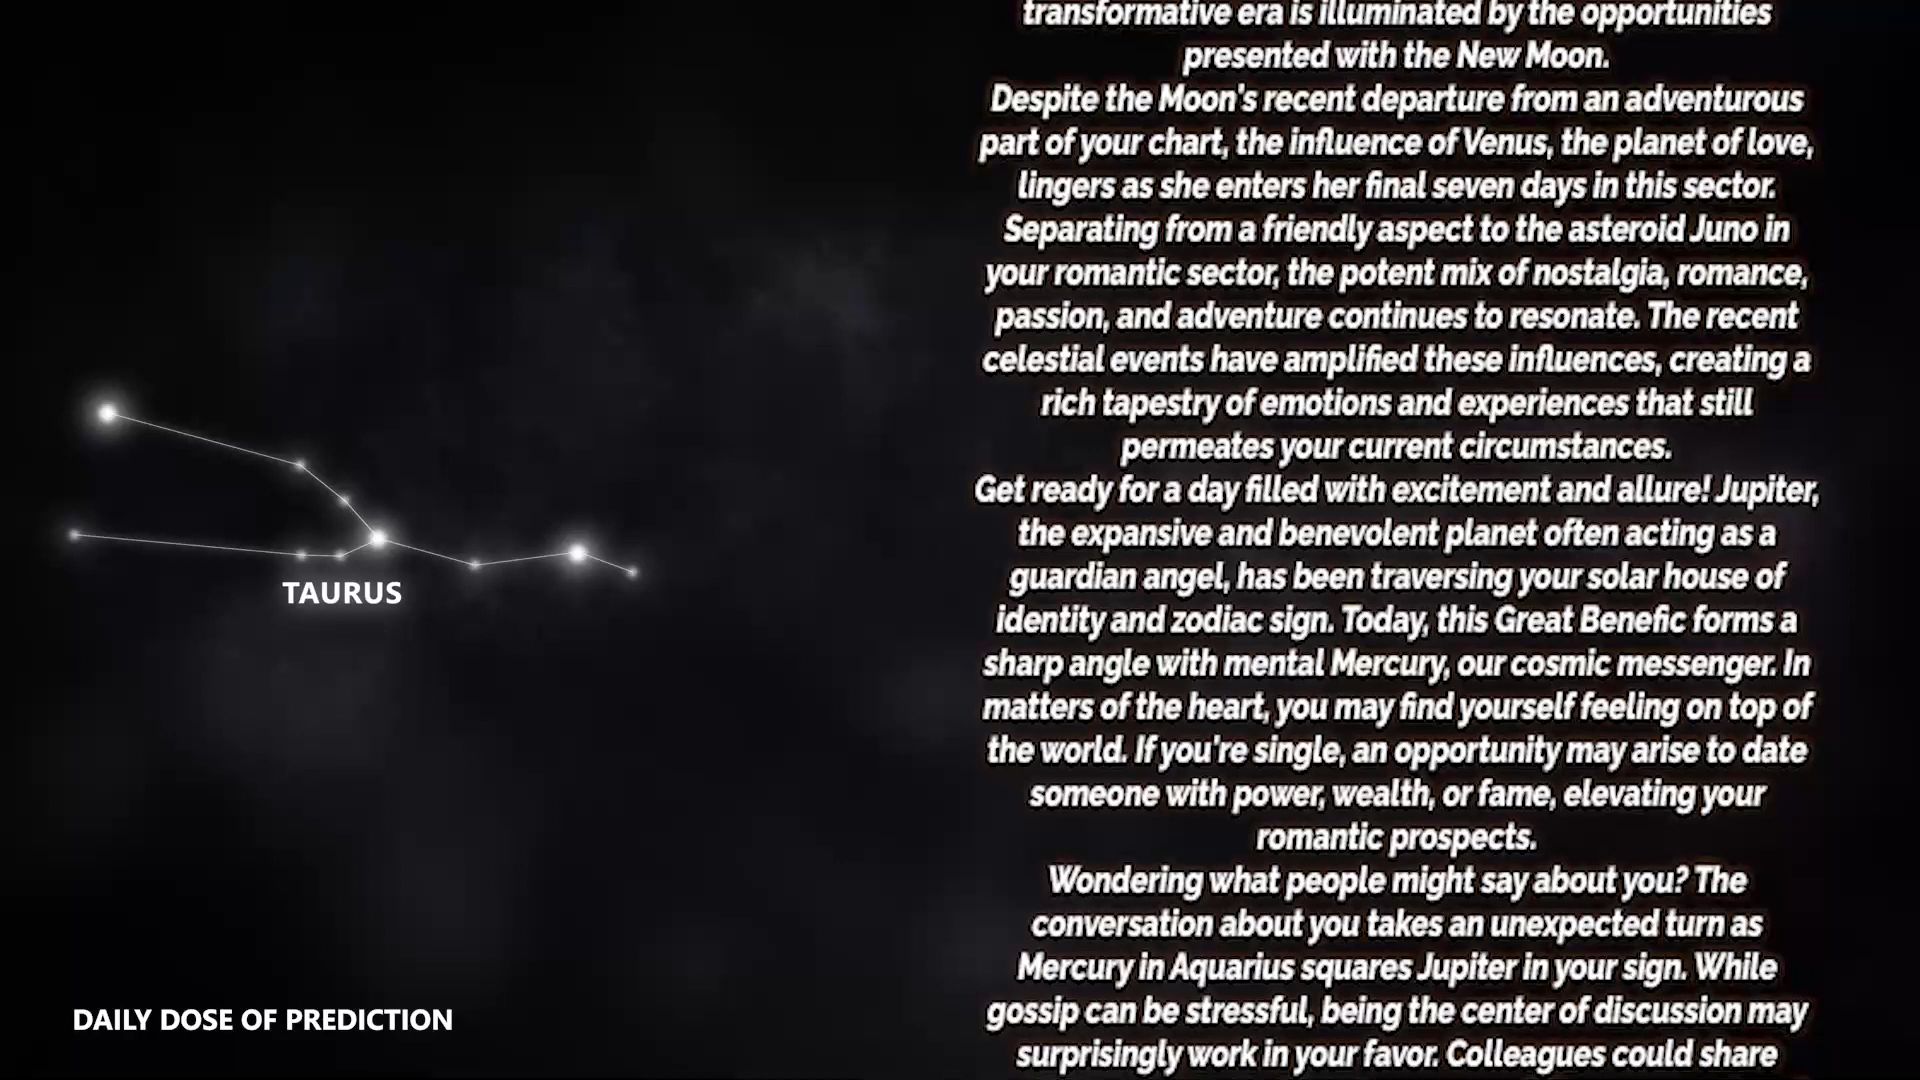 transformative era is illuminated by the opportunities
presented with the New Moon.
Despite the Moon's recent departure from an adventurous
part of your chart, the influence of Venus, the planet of love,
lingers as she enters her final seven days in this sector.
Separating from a friendly aspect to the asteroid Juno in
your romantic sector, the potent mix of nostalgia, romance,
passion, and adventure continues to resonate. The recent
celestial events have amplified these influences, creating a
rich tapestry of emotions and experiences that still
permeates your current circumstances.
Get ready for a day filled with excitement and allure! Jupiter,
the expansive and benevolent planet often acting as a
guardian angel, has been traversing your solar house of
identity and zodiac sign. Today, this Great Benefic forms a
sharp angle with mental Mercury, our cosmic messenger. In
matters of the heart, you may find yourself feeling on top of
the world. If you're single, an opportunity may arise to date
someone with power, wealth, or fame, elevating your
romantic prospects.
Wondering what people might say about you? The
conversation about you takes an unexpected turn as
Mercury in Aquarius squares Jupiter in your sign. While
gossip can be stressful, being the center of discussion may
surprisingly work in your favor. Colleagues could share
TAURUS
DAILY DOSE OF PREDICTION